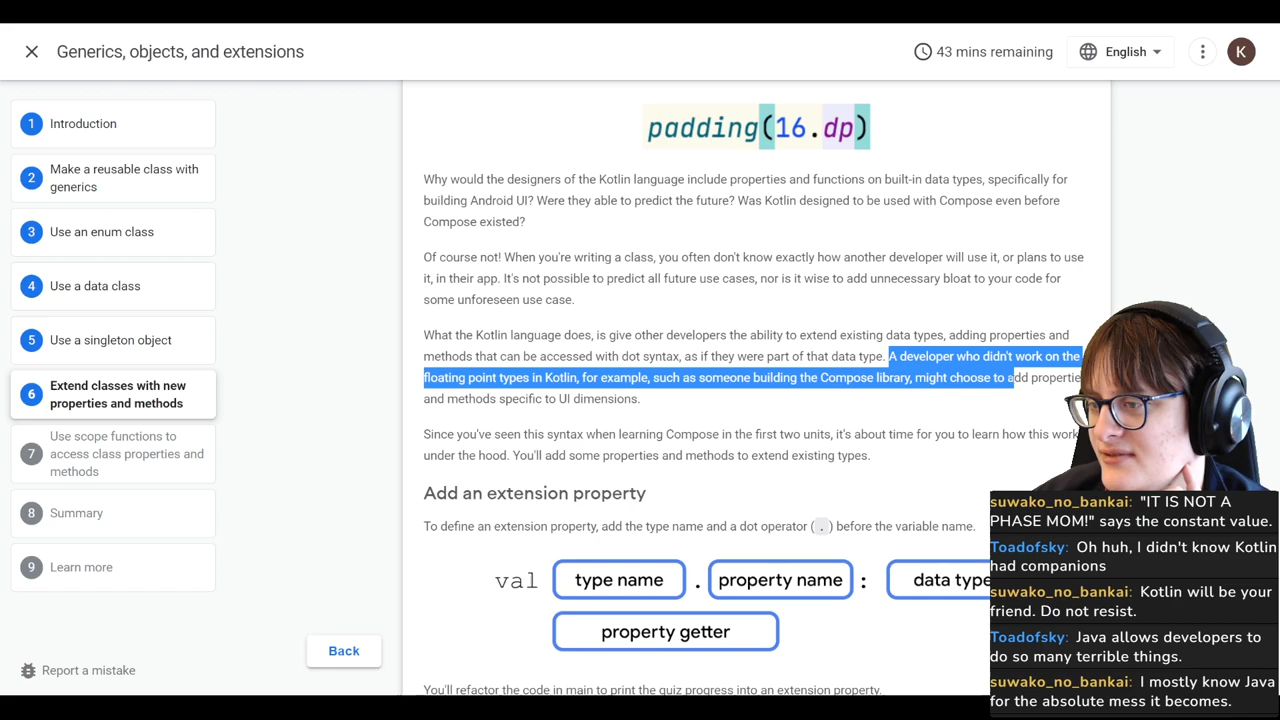 Generics, objects, and extensions
43 mins remaining
English
K
1 Introduction
2 Make a reusable class with
generics
3 Use an enum class
4 Use a data class
5 Use a singleton object
6 Extend classes with new
properties and methods
7 Use scope functions to
access class properties and
methods
8 Summary
9 Learn more
Back
Report a mistake
padding(16.dp)
Why would the designers of the Kotlin language include properties and functions on built-in data types, specifically for
building Android UI? Were they able to predict the future? Was Kotlin designed to be used with Compose even before
Compose existed?
Of course not! When you're writing a class, you often don't know exactly how another developer will use it, or plans to use
it, in their app. It's not possible to predict all future use cases, nor is it wise to add unnecessary bloat to your code for
some unforeseen use case.
What the Kotlin language does, is give other developers the ability to extend existing data types, adding properties and
methods that can be accessed with dot syntax, as if they were part of that data type. A developer who didn't work on the
floating point types in Kotlin, for example, such as someone building the Compose library, might choose to add propertie
and methods specific to UI dimensions.
Since you've seen this syntax when learning Compose in the first two units, it's about time for you to learn how this work
under the hood. You'll add some properties and methods to extend existing types.
Add an extension property
To define an extension property, add the type name and a dot operator ( . ) before the variable name.
val type name . property name : data type
property getter
You'll refactor the code in main to print the quiz progress into an extension property.
suwako_no_bankai: "IT IS NOT A
PHASE MOM!" says the constant value.
Toadofsky: Oh huh, I didn't know Kotlin
had companions
suwako_no_bankai: Kotlin will be your
friend. Do not resist.
Toadofsky: Java allows developers to
do so many terrible things.
suwako_no_bankai: I mostly know Java
for the absolute mess it becomes.